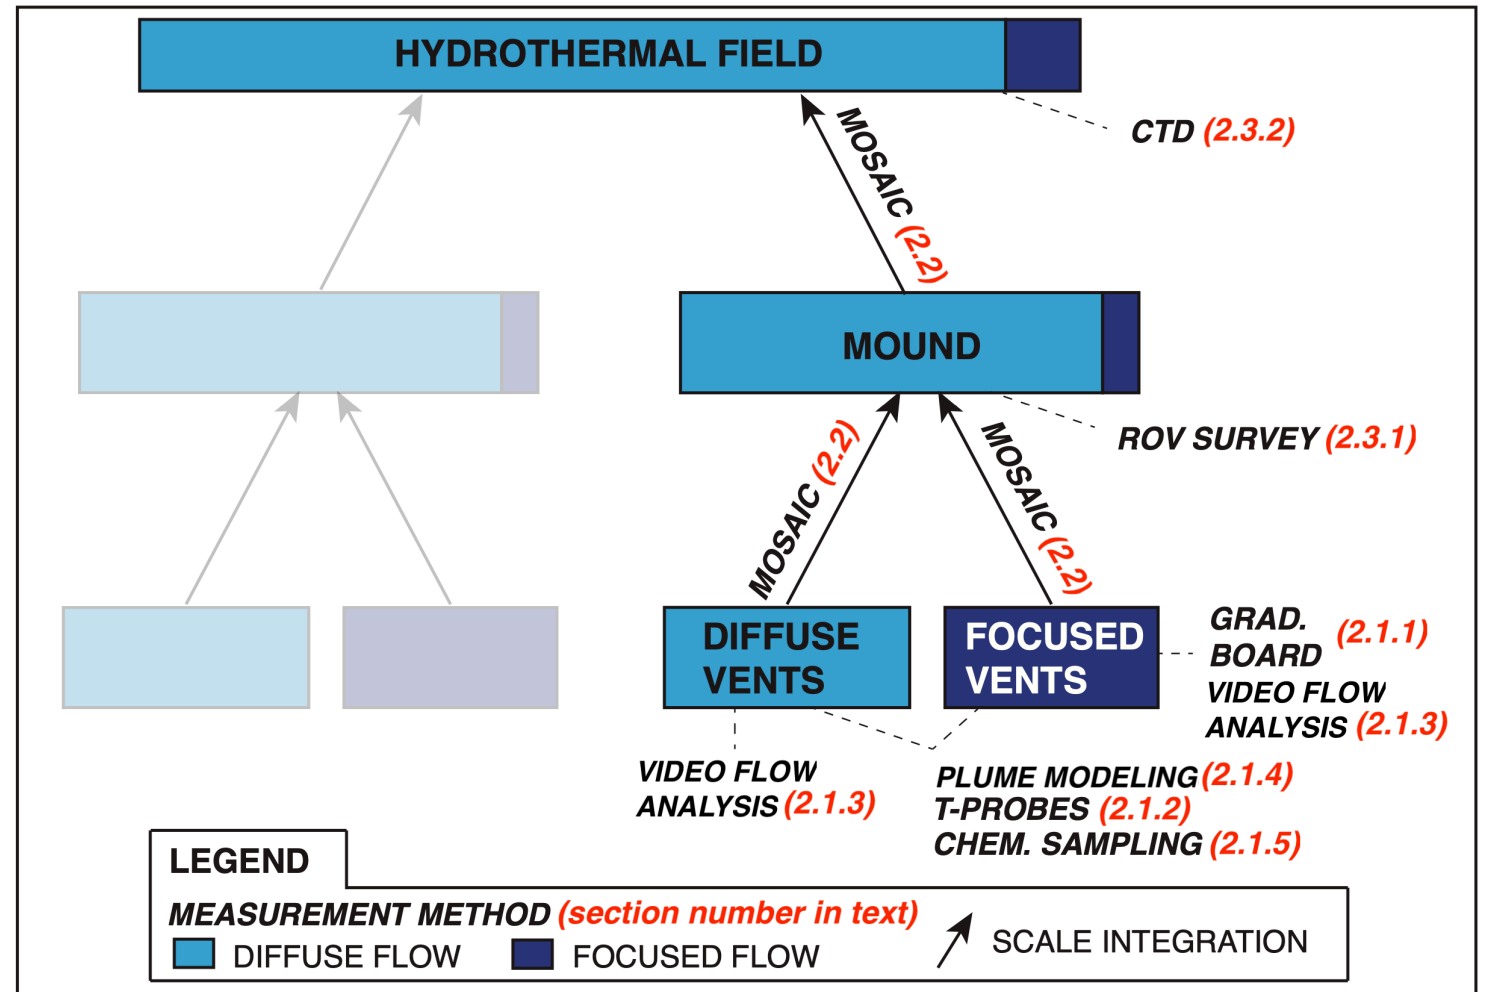 HYDROTHERMAL FIELD
CTD (2.3.2)
MOSAIC (2.2)
MOUND
ROV SURVEY (2.3.1)
MOSAIC (2.2)
MOSAIC (2.2)
DIFFUSE
VENTS
FOCUSED
VENTS
GRAD.
BOARD (2.1.1)
VIDEO FLOW
ANALYSIS (2.1.3)
VIDEO FLOW
ANALYSIS (2.1.3)
PLUME MODELING (2.1.4)
T-PROBES (2.1.2)
CHEM. SAMPLING (2.1.5)
LEGEND
MEASUREMENT METHOD (section number in text)
DIFFUSE FLOW
FOCUSED FLOW
SCALE INTEGRATION